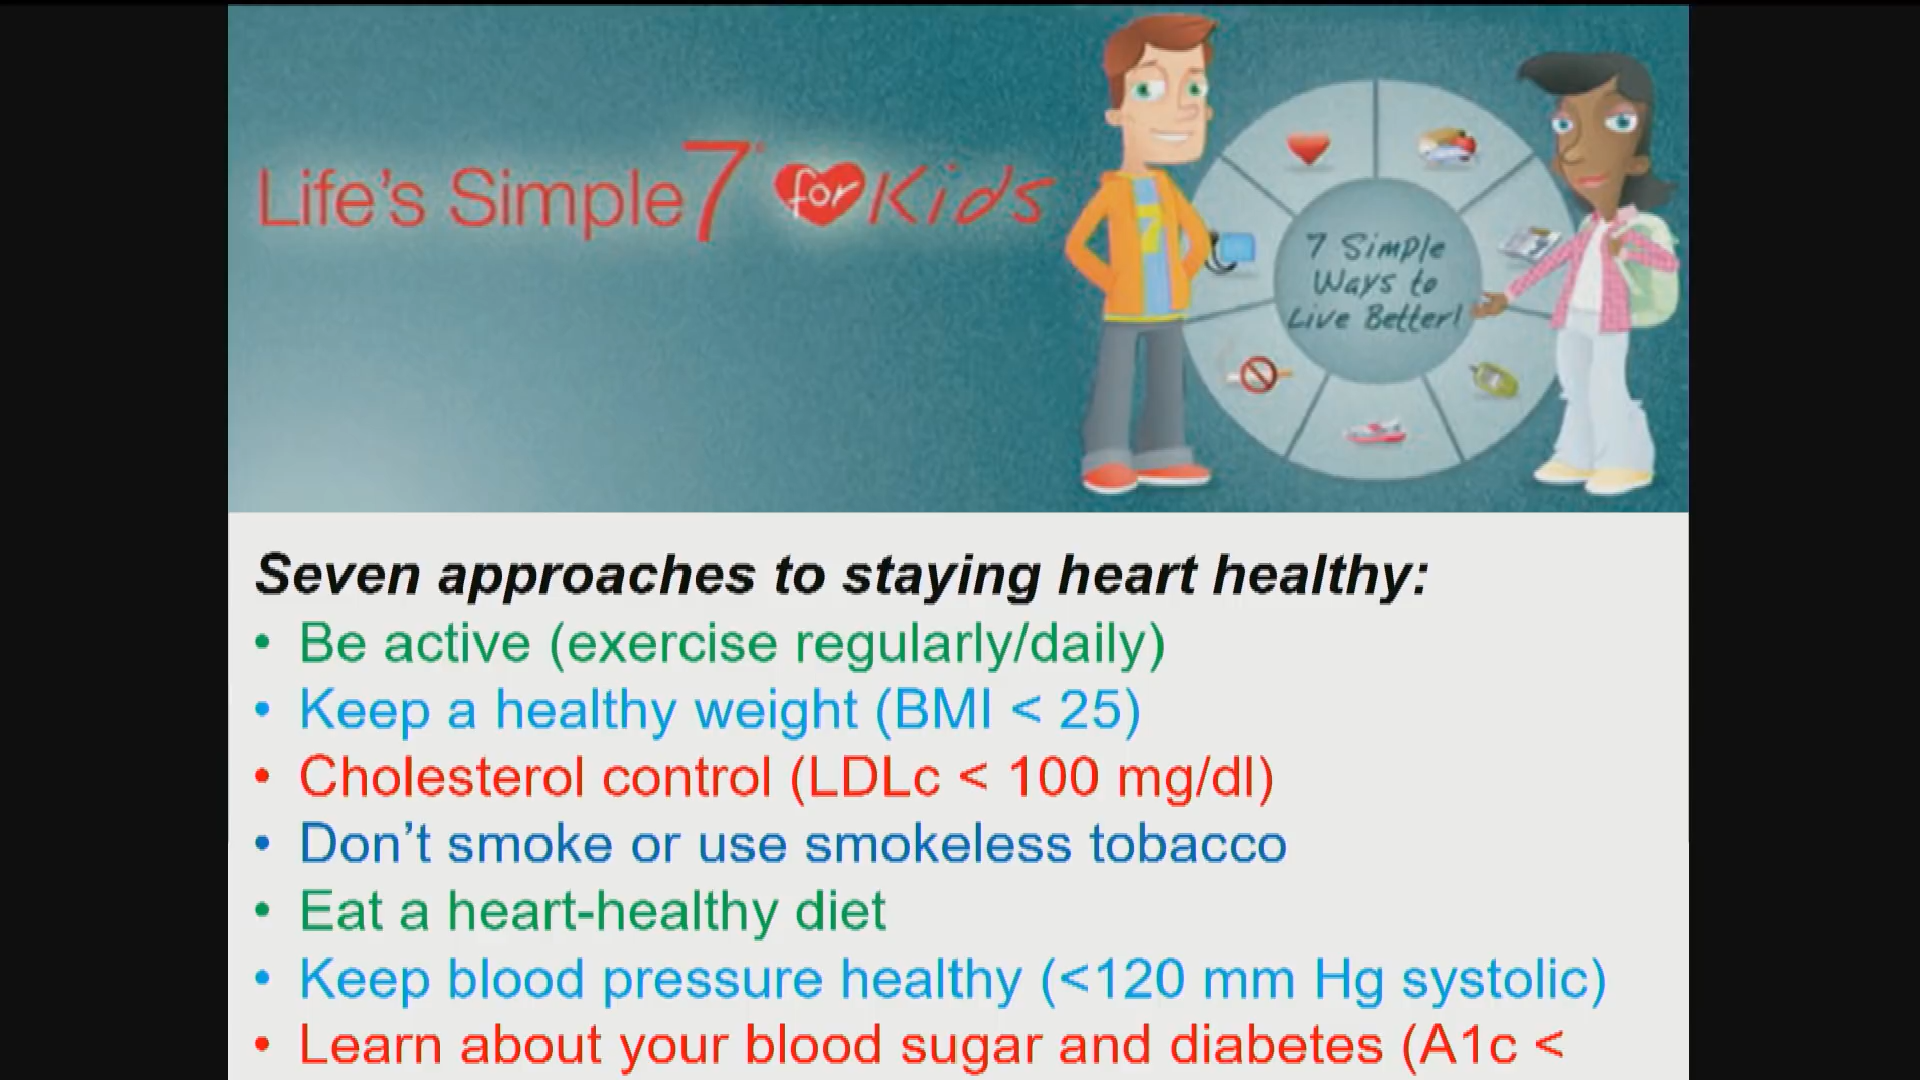 Life's Simple 7® for Kids
7 Simple
Ways to
Live Better!
Seven approaches to staying heart healthy:
• Be active (exercise regularly/daily)
• Keep a healthy weight (BMI < 25)
• Cholesterol control (LDLc < 100 mg/dl)
• Don't smoke or use smokeless tobacco
• Eat a heart-healthy diet
• Keep blood pressure healthy (<120 mm Hg systolic)
• Learn about your blood sugar and diabetes (A1c <